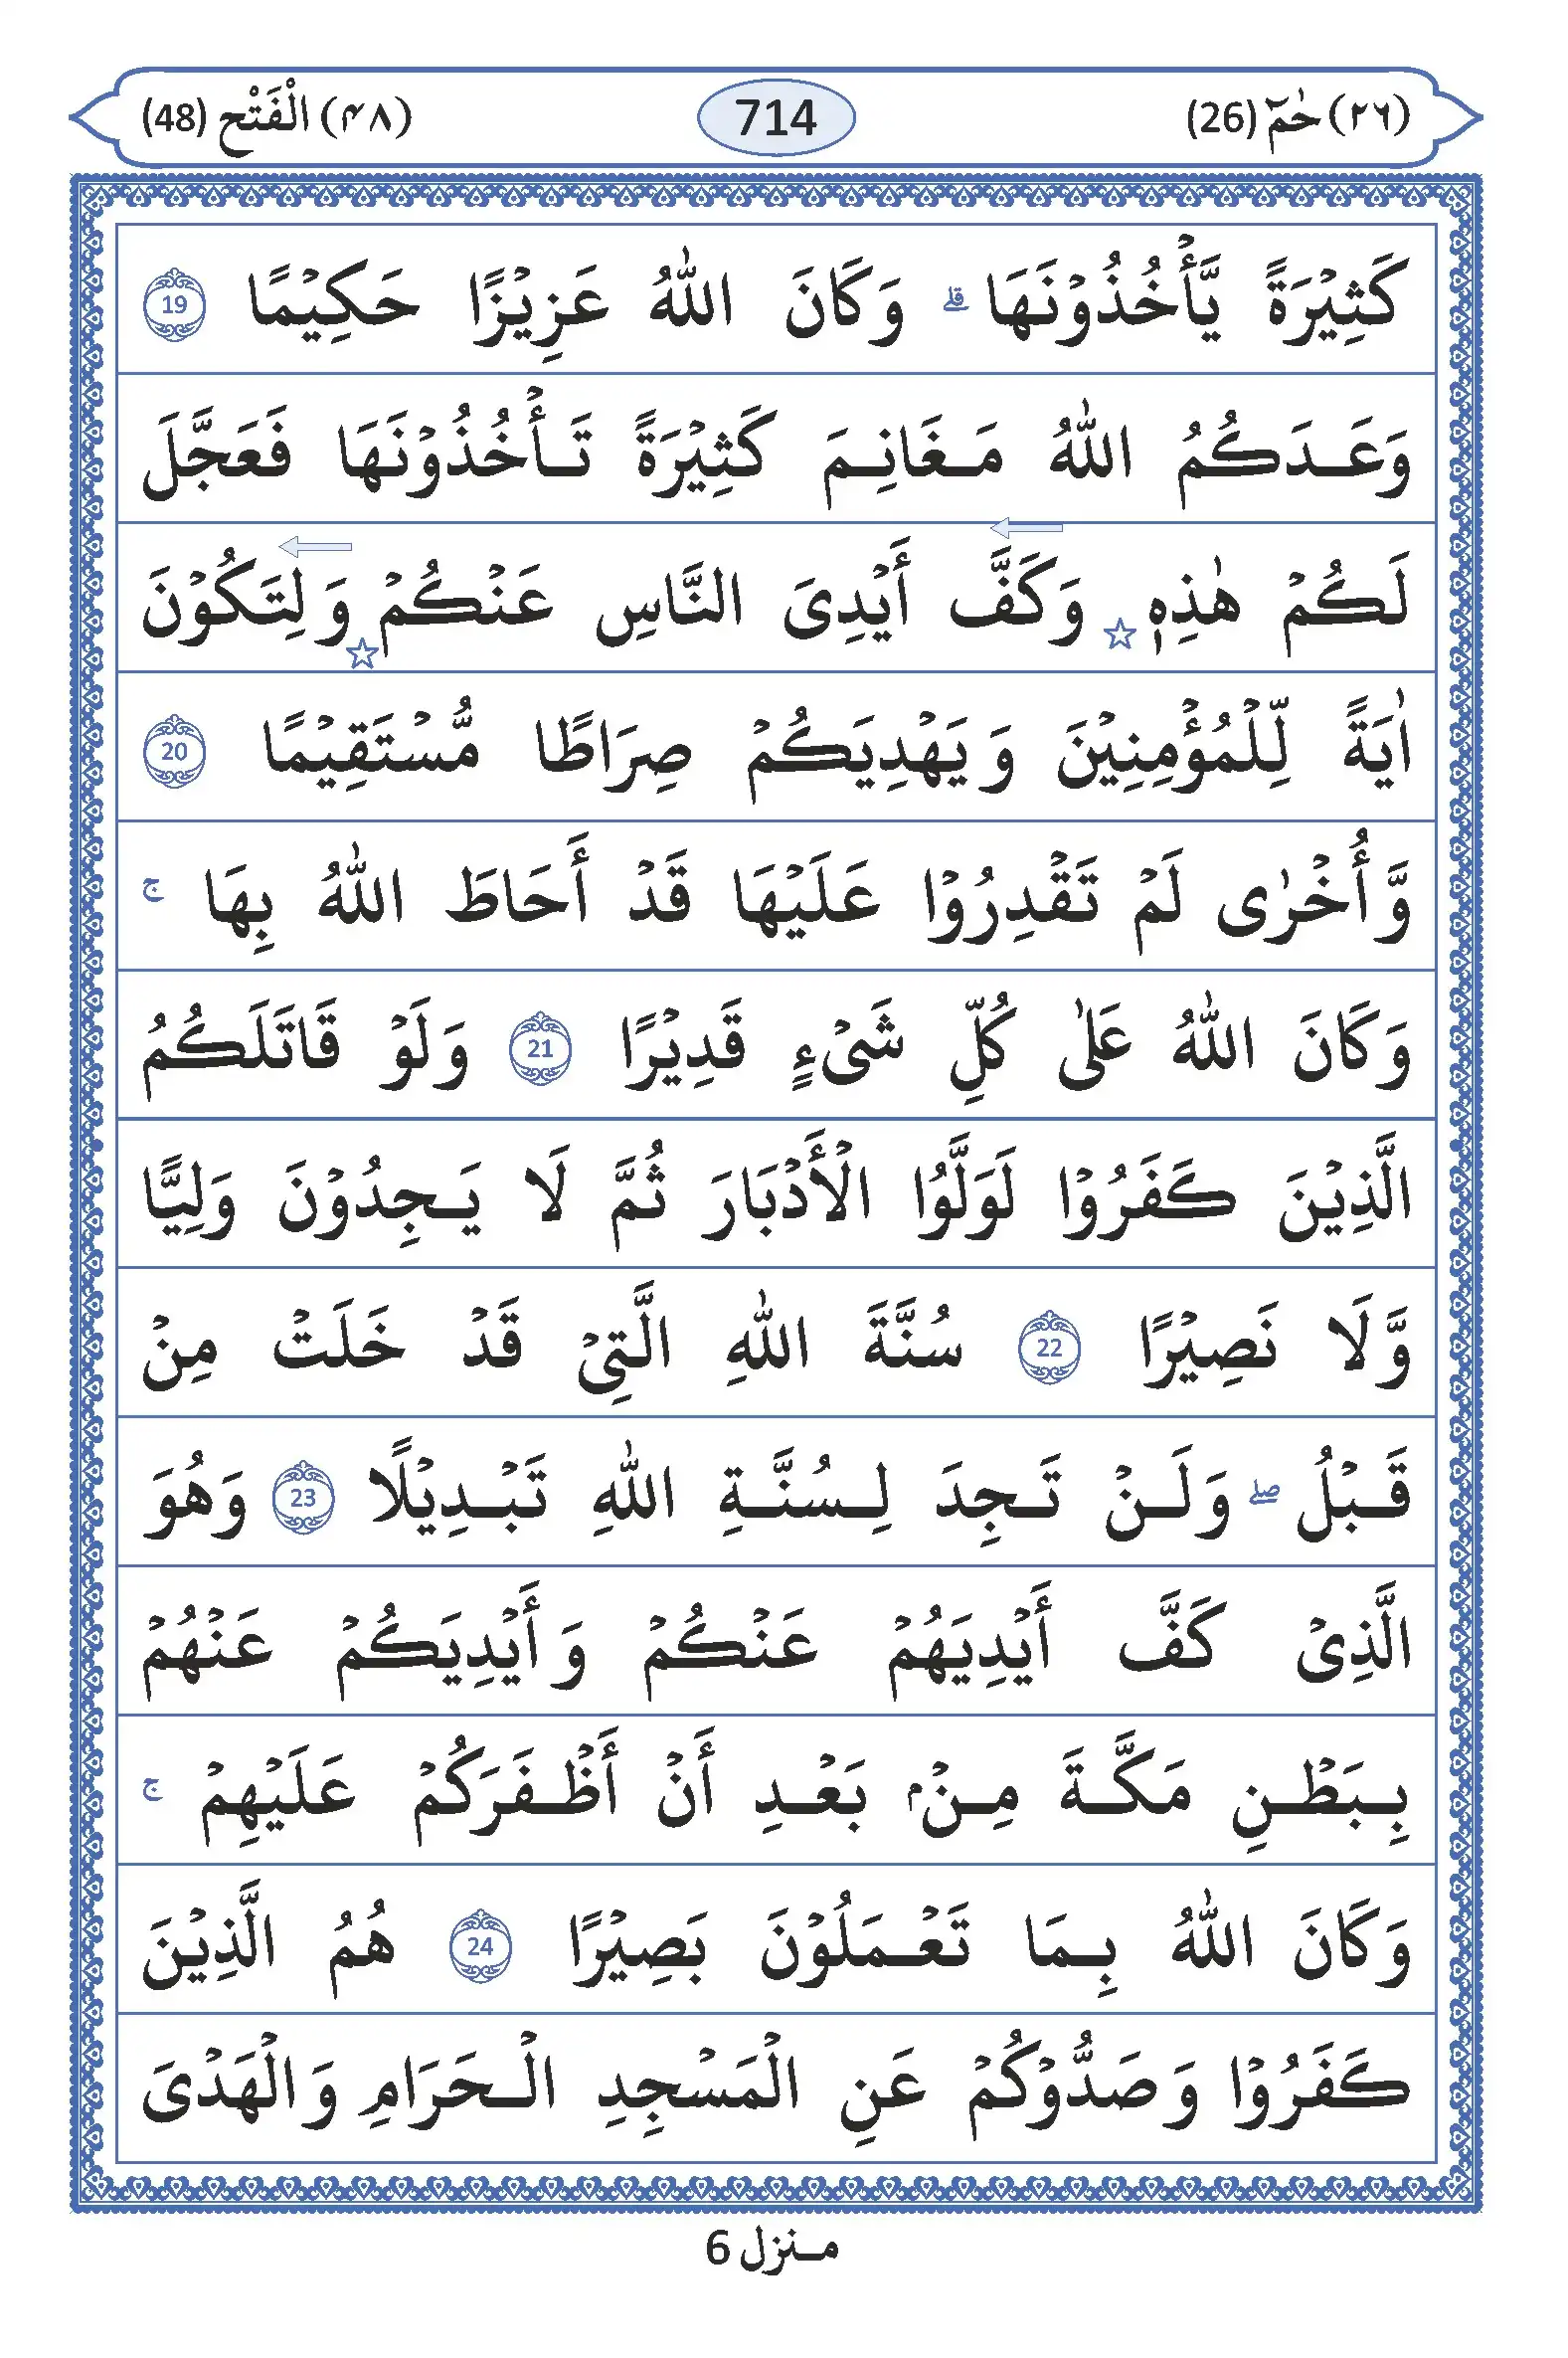 (٢٦) حٰمٓ (26) 714 (٤٨) الْفَتْح (48)
كَثِيْرَةً يَّأْخُذُوْنَهَا ۗ وَكَانَ اللّٰهُ عَزِيْزًا حَكِيْمًا 19
وَعَدَكُمُ اللّٰهُ مَغَانِمَ كَثِيْرَةً تَأْخُذُوْنَهَا فَعَجَّلَ
لَكُمْ هٰذِهٖ ☆ وَكَفَّ أَيْدِىَ النَّاسِ عَنْكُمْ ☆ وَلِتَكُوْنَ
اٰيَةً لِّلْمُؤْمِنِيْنَ وَيَهْدِيَكُمْ صِرَاطًا مُّسْتَقِيْمًا 20
وَّأُخْرٰى لَمْ تَقْدِرُوْا عَلَيْهَا قَدْ أَحَاطَ اللّٰهُ بِهَا ۚ
وَكَانَ اللّٰهُ عَلٰى كُلِّ شَىْءٍ قَدِيْرًا 21 وَلَوْ قَاتَلَكُمُ
الَّذِيْنَ كَفَرُوْا لَوَلَّوُا الْأَدْبَارَ ثُمَّ لَا يَجِدُوْنَ وَلِيًّا
وَّلَا نَصِيْرًا 22 سُنَّةَ اللّٰهِ الَّتِىْ قَدْ خَلَتْ مِنْ
قَبْلُ ۖ وَلَنْ تَجِدَ لِسُنَّةِ اللّٰهِ تَبْدِيْلًا 23 وَهُوَ
الَّذِىْ كَفَّ أَيْدِيَهُمْ عَنْكُمْ وَأَيْدِيَكُمْ عَنْهُمْ
بِبَطْنِ مَكَّةَ مِنْۢ بَعْدِ أَنْ أَظْفَرَكُمْ عَلَيْهِمْ ۚ
وَكَانَ اللّٰهُ بِمَا تَعْمَلُوْنَ بَصِيْرًا 24 هُمُ الَّذِيْنَ
كَفَرُوْا وَصَدُّوْكُمْ عَنِ الْمَسْجِدِ الْحَرَامِ وَالْهَدْىَ
منزل 6